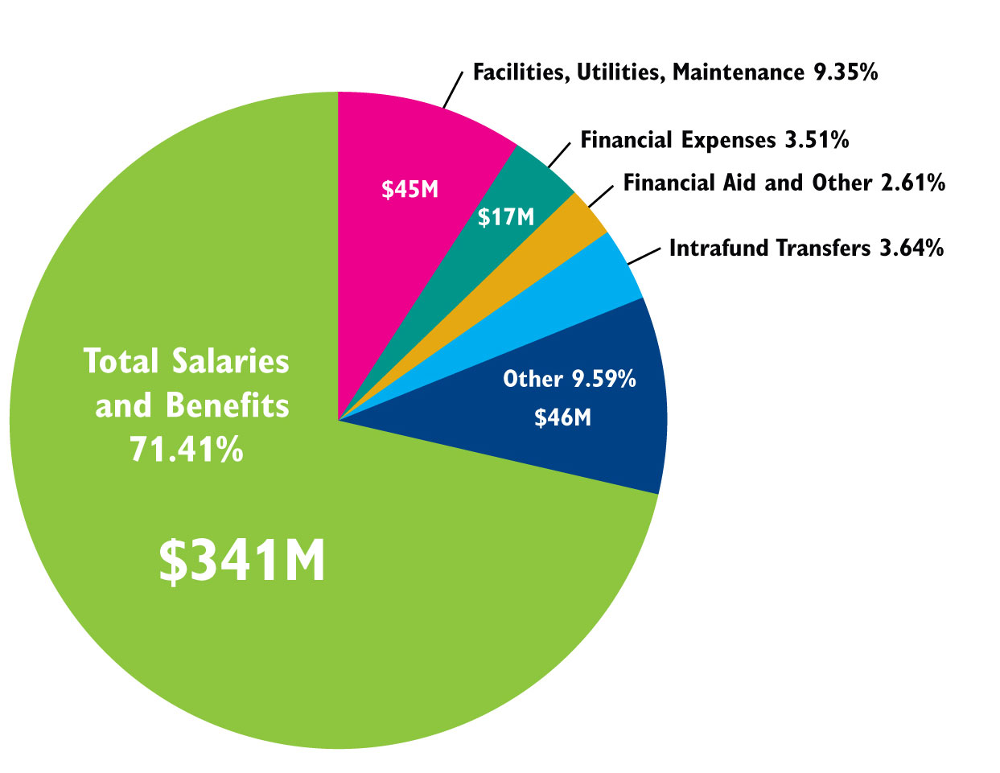 Facilities, Utilities, Maintenance 9.35%
Financial Expenses 3.51%
Financial Aid and Other 2.61%
$45M
$17M
Intrafund Transfers 3.64%
Total Salaries
and Benefits
71.41%
Other 9.59%
$46M
$341M